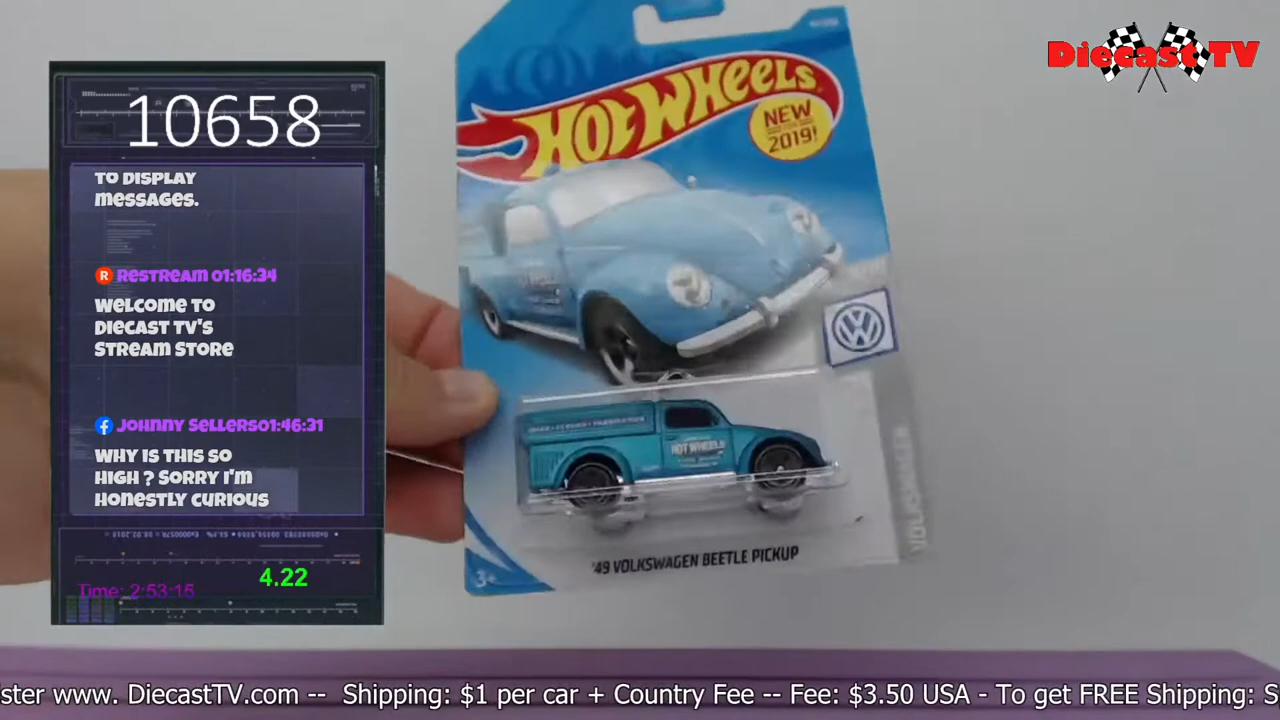 Diecast TV
10658
TO DISPLAY
MESSAGES.
R RESTREAM 01:16:34
WELCOME TO
DIECAST TV'S
STREAM STORE
JOHNNY SELLERS01:46:31
WHY IS THIS SO
HIGH ? SORRY I'M
HONESTLY CURIOUS
Time: 2:53:15
4.22
HOT WHEELS
NEW
2019!
VW
HOT WHEELS
VOLKSWAGEN
3+
'49 VOLKSWAGEN BEETLE PICKUP
ster www. DiecastTV.com -- Shipping: $1 per car + Country Fee -- Fee: $3.50 USA - To get FREE Shipping: S